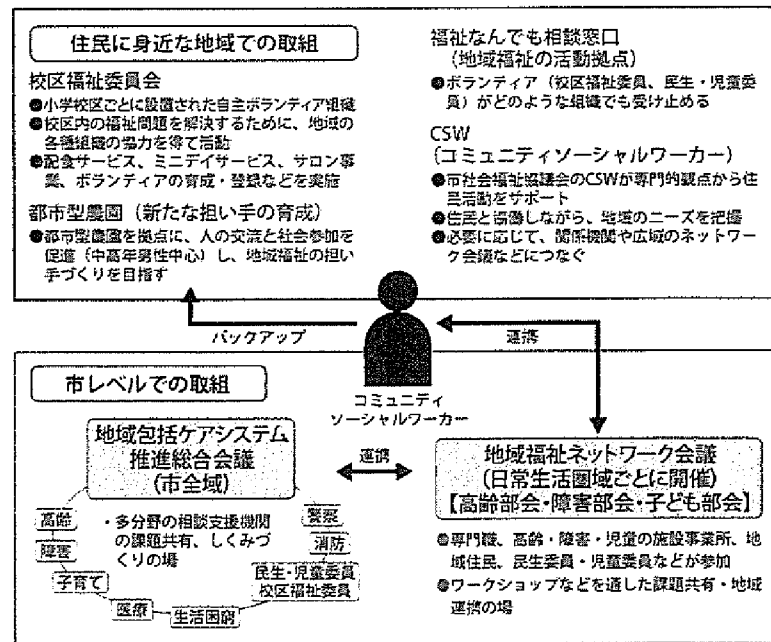 住民に身近な地域での取組
校区福祉委員会
●小学校区ごとに設置された自主ボランティア組織
●校区内の福祉問題を解決するために、地域の
各種組織の協力を得て活動
●配食サービス、ミニデイサービス、サロン事
業、ボランティアの育成・登録などを実施
都市型農園（新たな担い手の育成）
●都市型農園を拠点に、人の交流と社会参加を
促進（中高年男性中心）し、地域福祉の担い
手づくりを目指す
福祉なんでも相談窓口
（地域福祉の活動拠点）
●ボランティア（校区福祉委員、民生・児童委
員）がどのような組織でも受け止める
CSW
（コミュニティソーシャルワーカー）
●市社会福祉協議会のCSWが専門的観点から住
民活動をサポート
●住民と協働しながら、地域のニーズを把握
●必要に応じて、関係機関や広域のネットワー
ク会議などにつなぐ
バックアップ
連携
コミュニティ
ソーシャルワーカー
市レベルでの取組
地域包括ケアシステム
推進総合会議
（市全域）
連携
・多分野の相談支援機関
の課題共有、しくみづ
くりの場
高齢
障害
子育て
医療
生活困窮
民生・児童委員
校区福祉委員
消防
警察
地域福祉ネットワーク会議
（日常生活圏域ごとに開催）
【高齢部会・障害部会・子ども部会】
●専門職、高齢・障害・児童の施設事業所、地
域住民、民生委員・児童委員などが参加
●ワークショップなどを通した課題共有・地域
連携の場